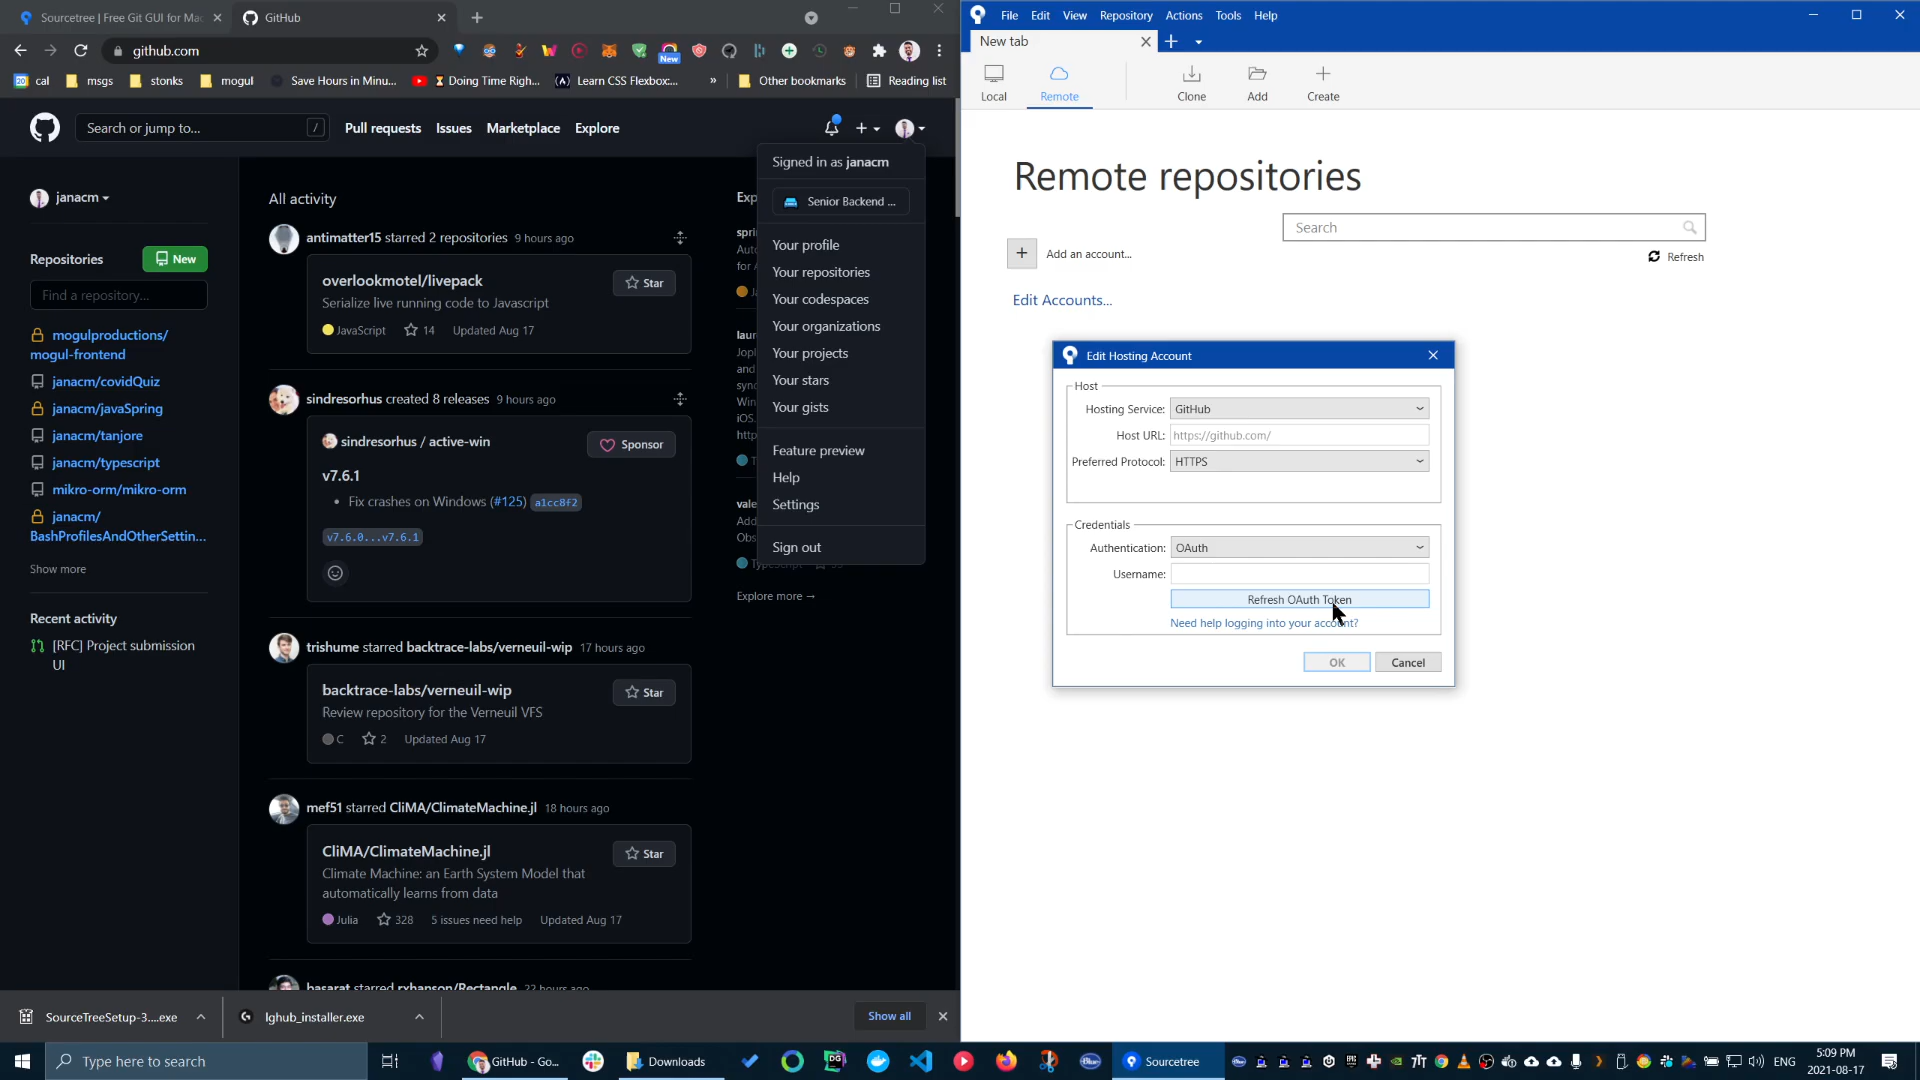 Sourcetree | Free Git GUI for Mac
GitHub
github.com
New
cal
msgs
stonks
mogul
Save Hours in Minu...
Doing Time Righ...
Learn CSS Flexbox:...
»
Other bookmarks
Reading list
Search or jump to...
/
Pull requests
Issues
Marketplace
Explore
janacm
Repositories
New
Find a repository...
mogulproductions/
mogul-frontend
janacm/covidQuiz
janacm/javaSpring
janacm/tanjore
janacm/typescript
mikro-orm/mikro-orm
janacm/
BashProfilesAndOtherSettin...
Show more
Recent activity
[RFC] Project submission
UI
All activity
antimatter15 starred 2 repositories 9 hours ago
overlookmotel/livepack
Star
Serialize live running code to Javascript
JavaScript 14 Updated Aug 17
sindresorhus created 8 releases 9 hours ago
sindresorhus / active-win
Sponsor
v7.6.1
• Fix crashes on Windows (#125) a1cc8f2
v7.6.0...v7.6.1
trishume starred backtrace-labs/verneuil-wip 17 hours ago
backtrace-labs/verneuil-wip
Star
Review repository for the Verneuil VFS
C 2 Updated Aug 17
mef51 starred CliMA/ClimateMachine.jl 18 hours ago
CliMA/ClimateMachine.jl
Star
Climate Machine: an Earth System Model that
automatically learns from data
Julia 328 5 issues need help Updated Aug 17
basarat starred rxhanson/Rectangle 22 hours ago
Signed in as janacm
Senior Backend ...
Your profile
Your repositories
Your codespaces
Your organizations
Your projects
Your stars
Your gists
Feature preview
Help
Settings
Sign out
Explore more →
SourceTreeSetup-3....exe
lghub_installer.exe
Show all
File Edit View Repository Actions Tools Help
New tab
Local
Remote
Clone
Add
Create
Remote repositories
Search
Add an account...
Refresh
Edit Accounts...
Edit Hosting Account
Host
Hosting Service: GitHub
Host URL: https://github.com/
Preferred Protocol: HTTPS
Credentials
Authentication: OAuth
Username:
Refresh OAuth Token
Need help logging into your account?
OK
Cancel
Type here to search
GitHub - Go...
Downloads
Sourcetree
ENG
5:09 PM
2021-08-17